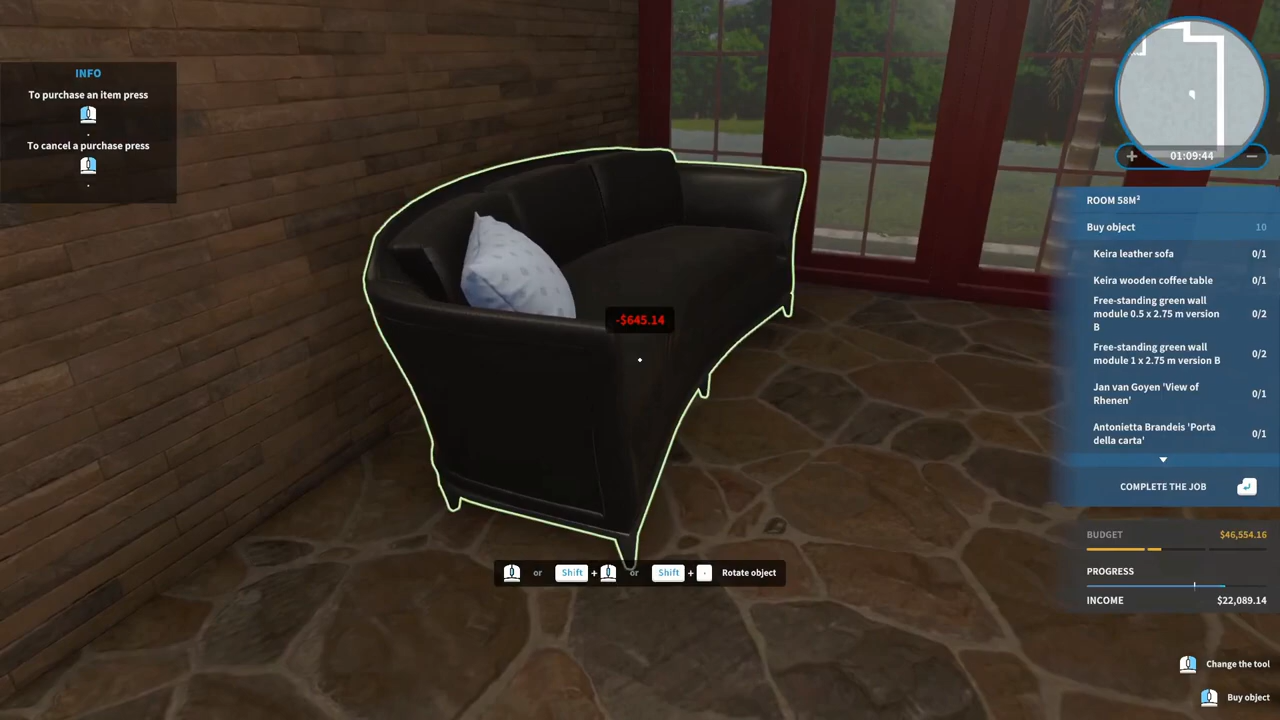 INFO
To purchase an item press
.
To cancel a purchase press
.
-$645.14
or Shift + or Shift + · Rotate object
+ 01:09:44 −
ROOM 58M²
Buy object 10
Keira leather sofa 0/1
Keira wooden coffee table 0/1
Free-standing green wall
module 0.5 x 2.75 m version 0/2
B
Free-standing green wall
module 1 x 2.75 m version B 0/2
Jan van Goyen 'View of
Rhenen' 0/1
Antonietta Brandeis 'Porta
della carta' 0/1
COMPLETE THE JOB
BUDGET $46,554.16
PROGRESS
INCOME $22,089.14
Change the tool
Buy object